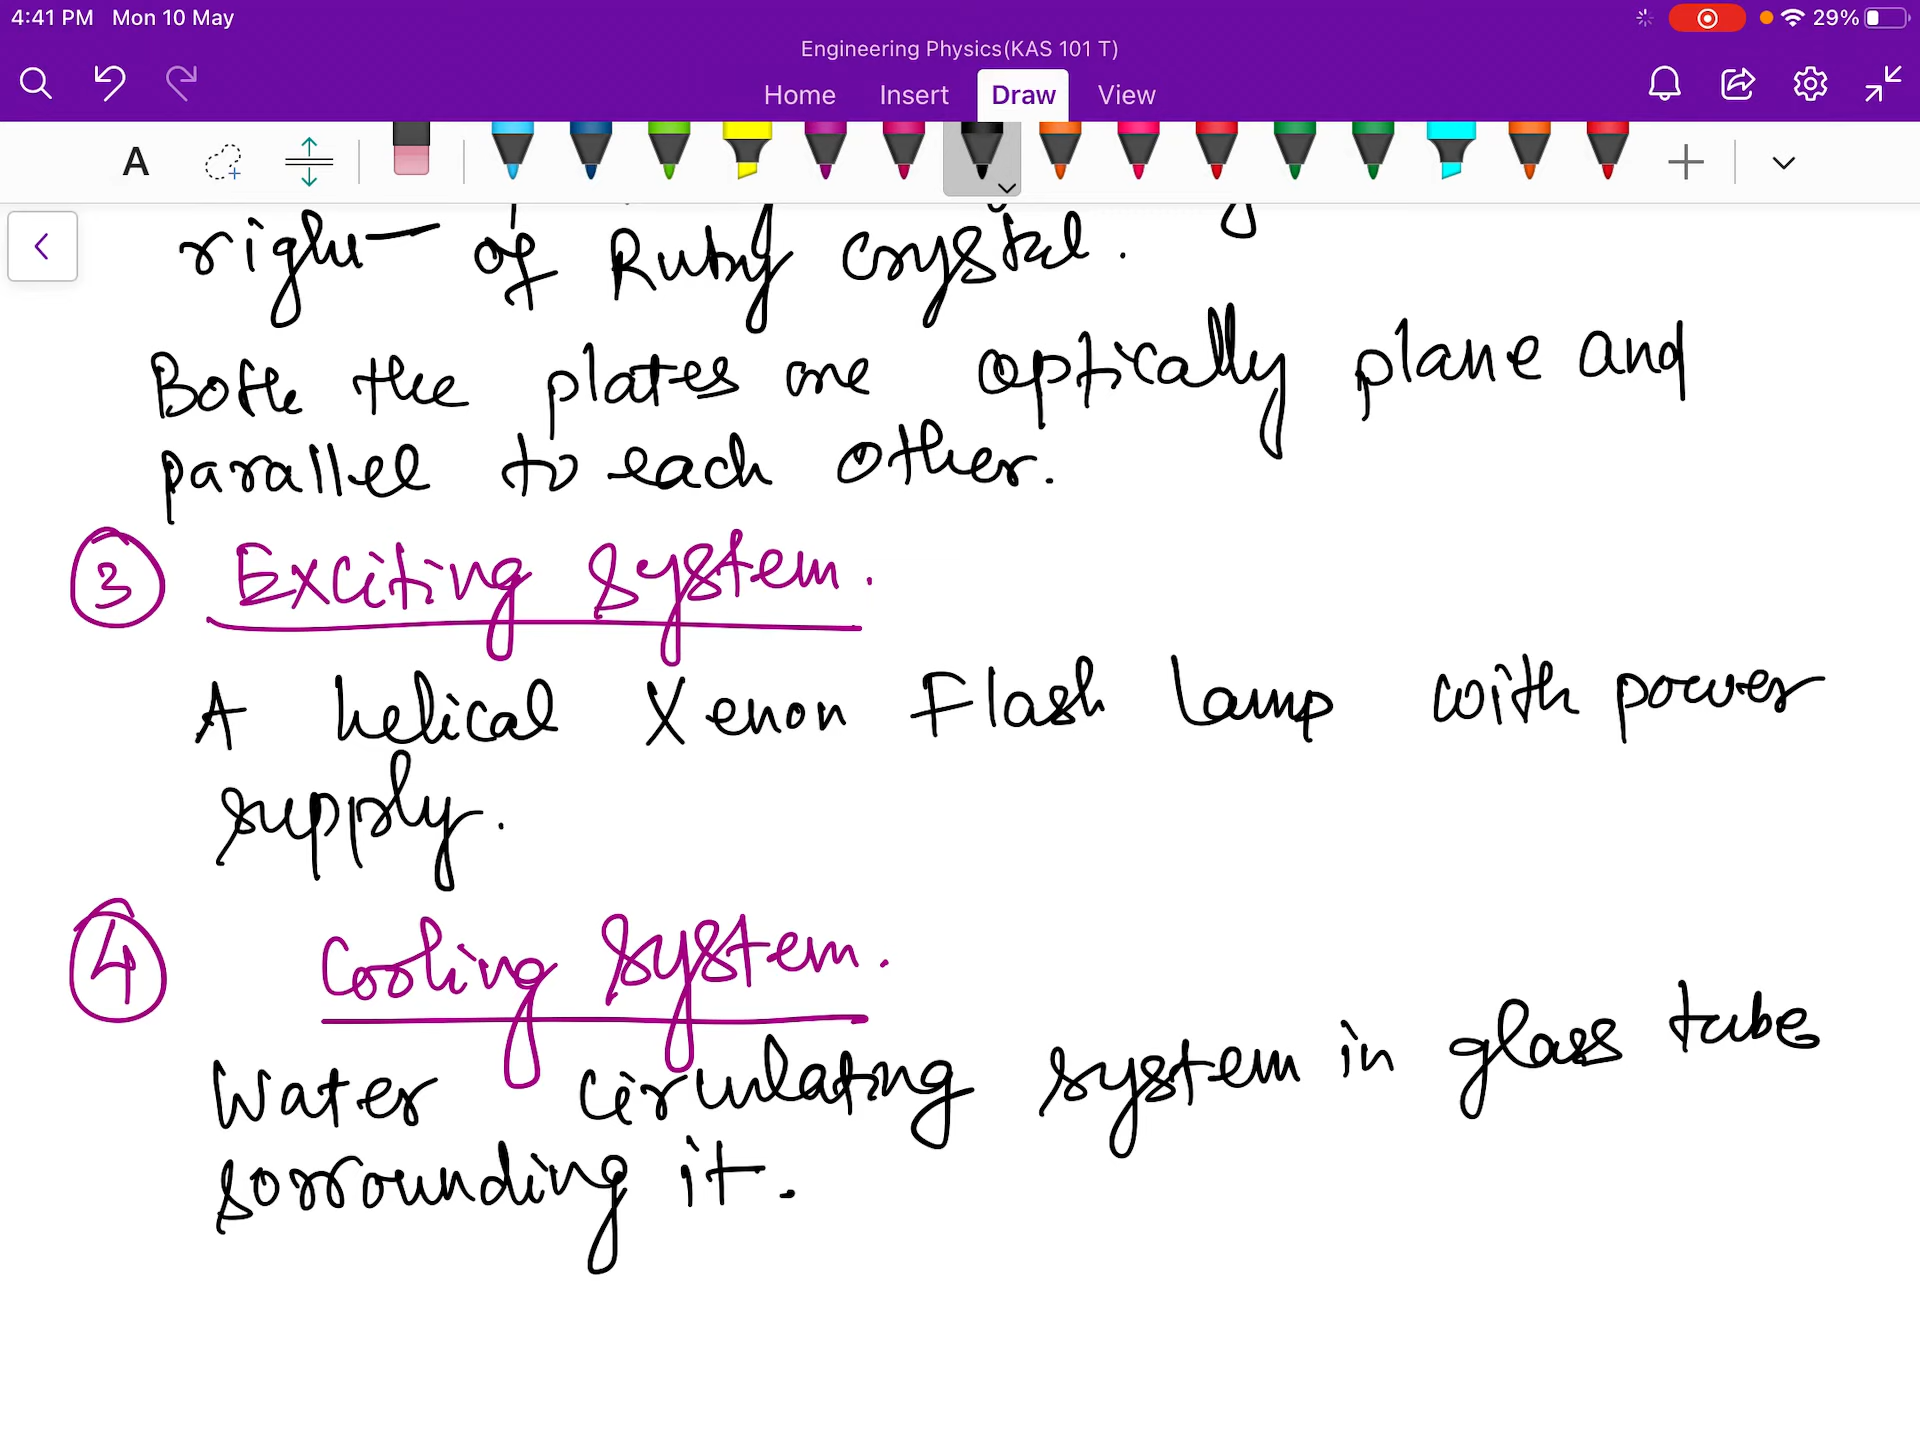 4:41 PM Mon 10 May
29%
Engineering Physics(KAS 101 T)
Home Insert Draw View
A
right of Ruby crystal.
Both the plates are optically plane and
parallel to each other.
3 Exciting system.
A helical Xenon Flash lamp with power
supply.
4 Cooling system.
Water circulating system in glass tube
sorrounding it.